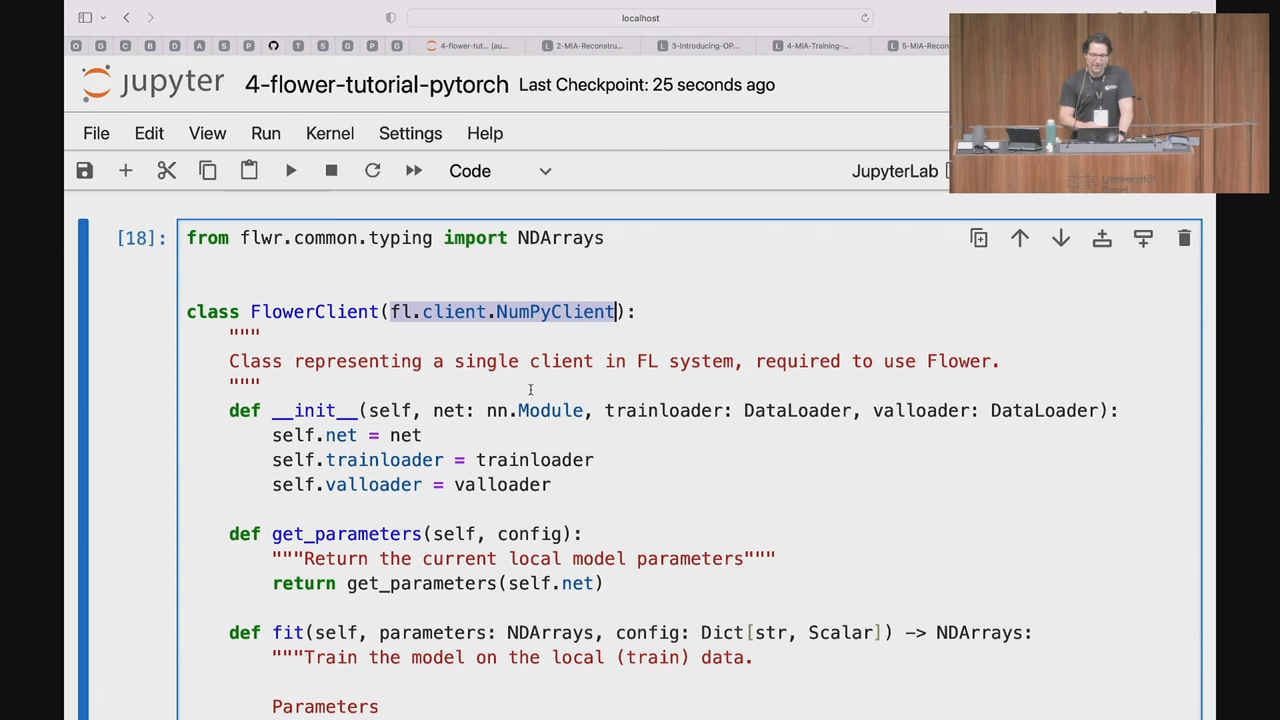 localhost
O G C B D A S P T S G P G 4-flower-tut... (au... L 2-MIA-Reconstru... L 3-Introducing-OP... L 4-MIA-Training-... L 5-MIA-Recon
jupyter 4-flower-tutorial-pytorch Last Checkpoint: 25 seconds ago
File Edit View Run Kernel Settings Help
Code JupyterLab
Universität
Basel
[18]: from flwr.common.typing import NDArrays
class FlowerClient(fl.client.NumPyClient):
"""
Class representing a single client in FL system, required to use Flower.
"""
def __init__(self, net: nn.Module, trainloader: DataLoader, valloader: DataLoader):
self.net = net
self.trainloader = trainloader
self.valloader = valloader
def get_parameters(self, config):
"""Return the current local model parameters"""
return get_parameters(self.net)
def fit(self, parameters: NDArrays, config: Dict[str, Scalar]) -> NDArrays:
"""Train the model on the local (train) data.
Parameters